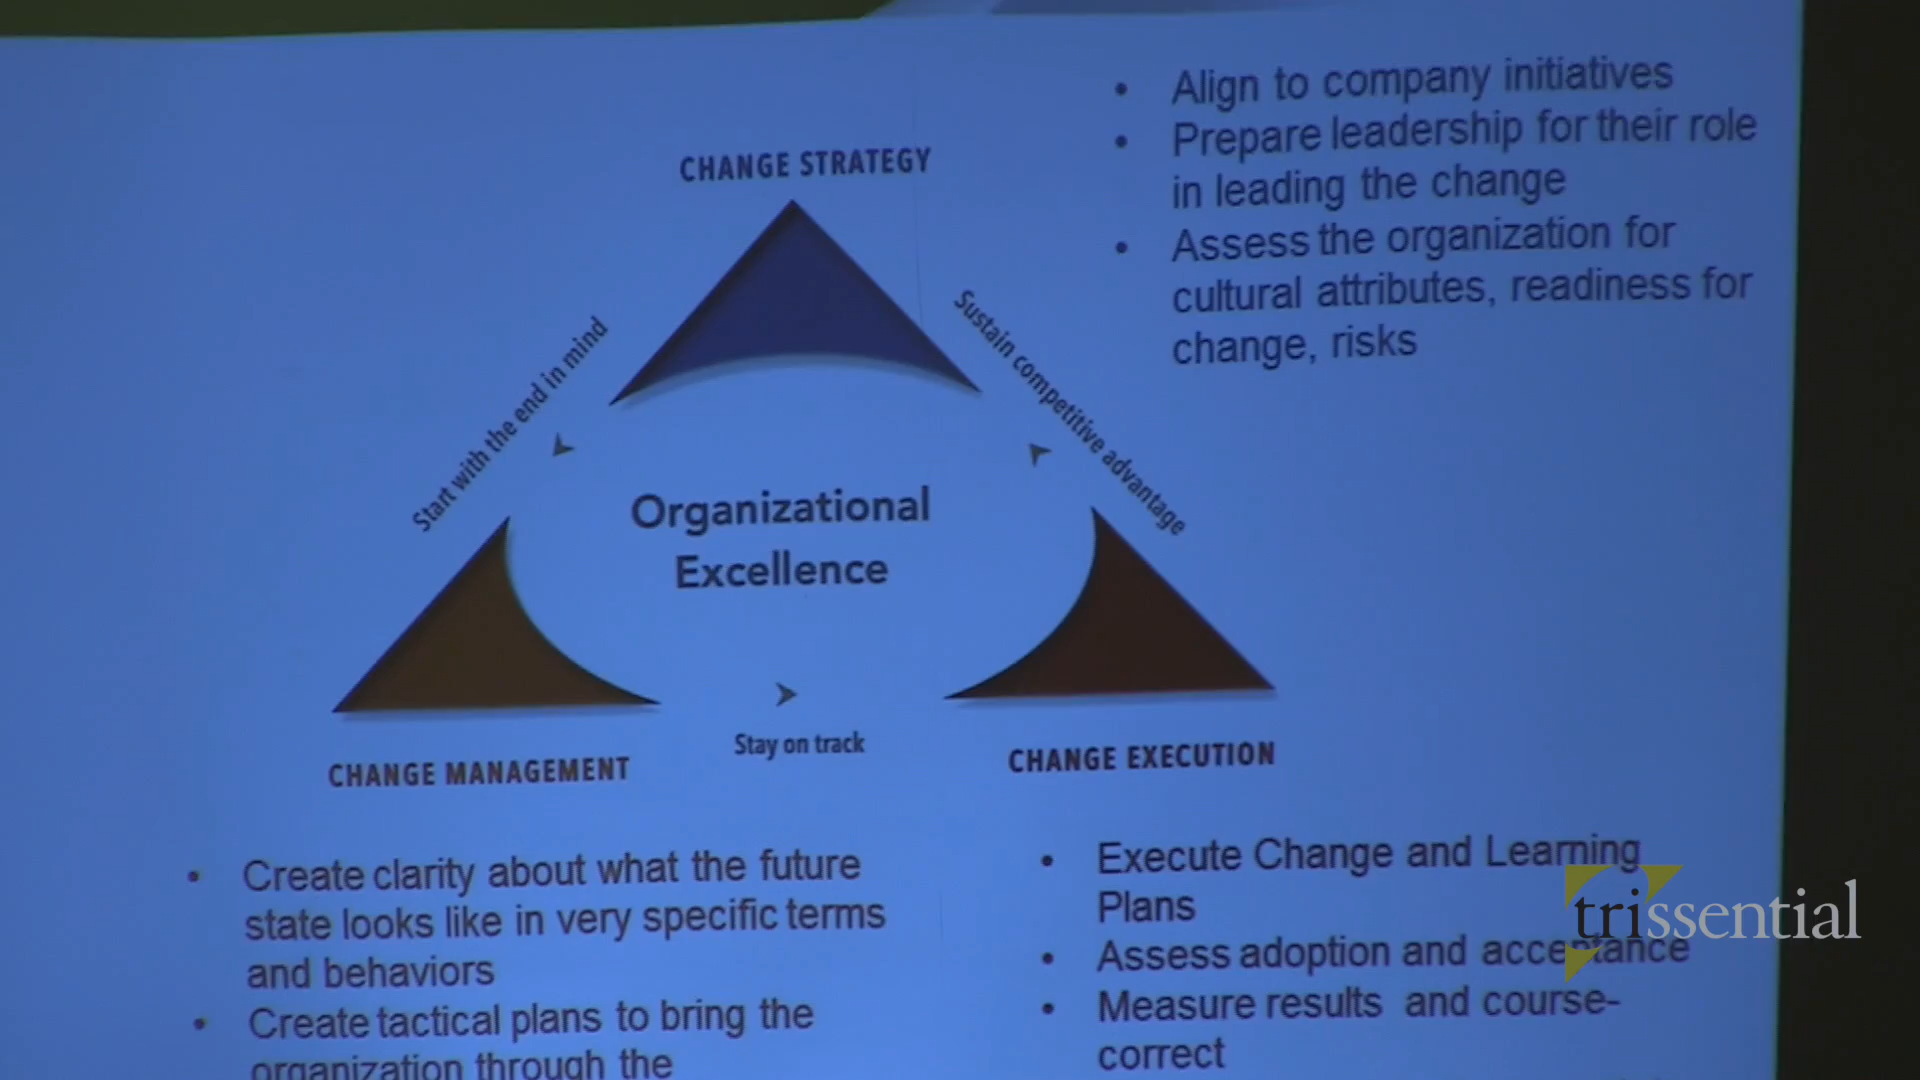 CHANGE STRATEGY
• Align to company initiatives
• Prepare leadership for their role
in leading the change
• Assess the organization for
cultural attributes, readiness for
change, risks
Start with the end in mind
Sustain competitive advantage
Organizational
Excellence
Stay on track
CHANGE MANAGEMENT
CHANGE EXECUTION
• Create clarity about what the future
state looks like in very specific terms
and behaviors
• Create tactical plans to bring the
organization through the
• Execute Change and Learning
Plans
• Assess adoption and acceptance
• Measure results and course-
correct
trissential